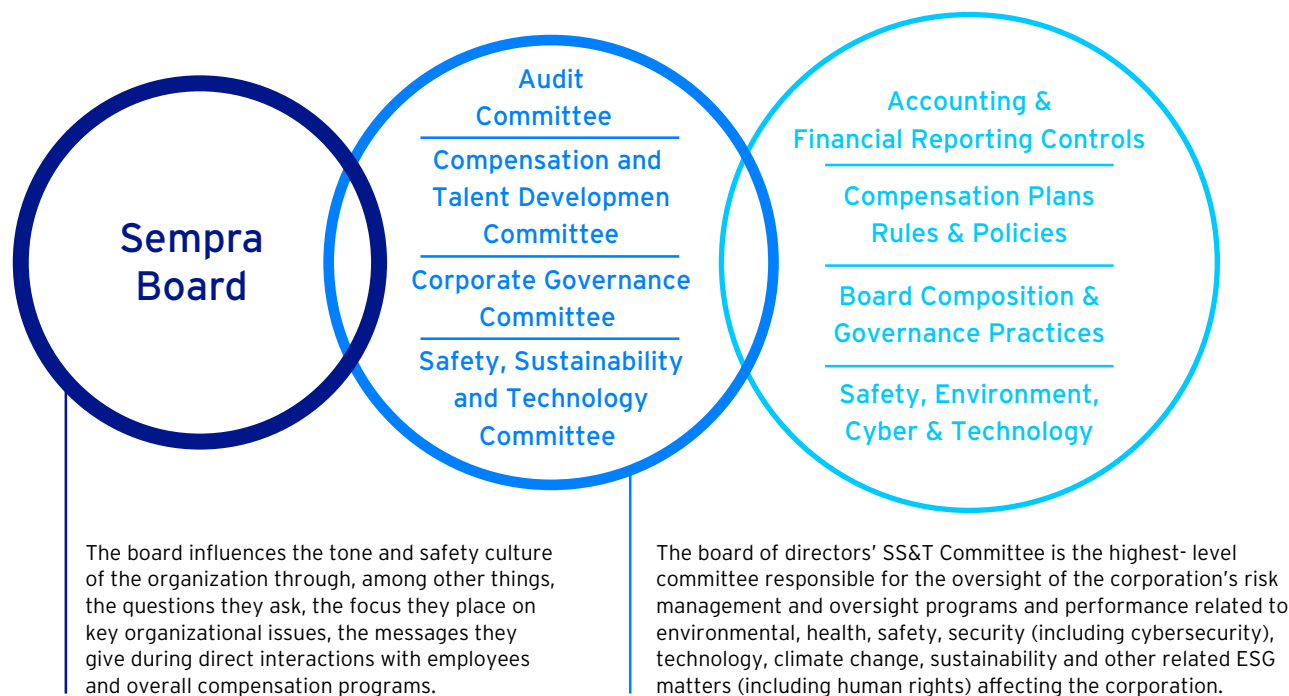 Sempra
Board
Audit
Committee
Compensation and
Talent Developmen
Committee
Corporate Governance
Committee
Safety, Sustainability
and Technology
Committee
Accounting &
Financial Reporting Controls
Compensation Plans
Rules & Policies
Board Composition &
Governance Practices
Safety, Environment,
Cyber & Technology
The board influences the tone and safety culture
of the organization through, among other things,
the questions they ask, the focus they place on
key organizational issues, the messages they
give during direct interactions with employees
and overall compensation programs.
The board of directors’ SS&T Committee is the highest- level
committee responsible for the oversight of the corporation’s risk
management and oversight programs and performance related to
environmental, health, safety, security (including cybersecurity),
technology, climate change, sustainability and other related ESG
matters (including human rights) affecting the corporation.